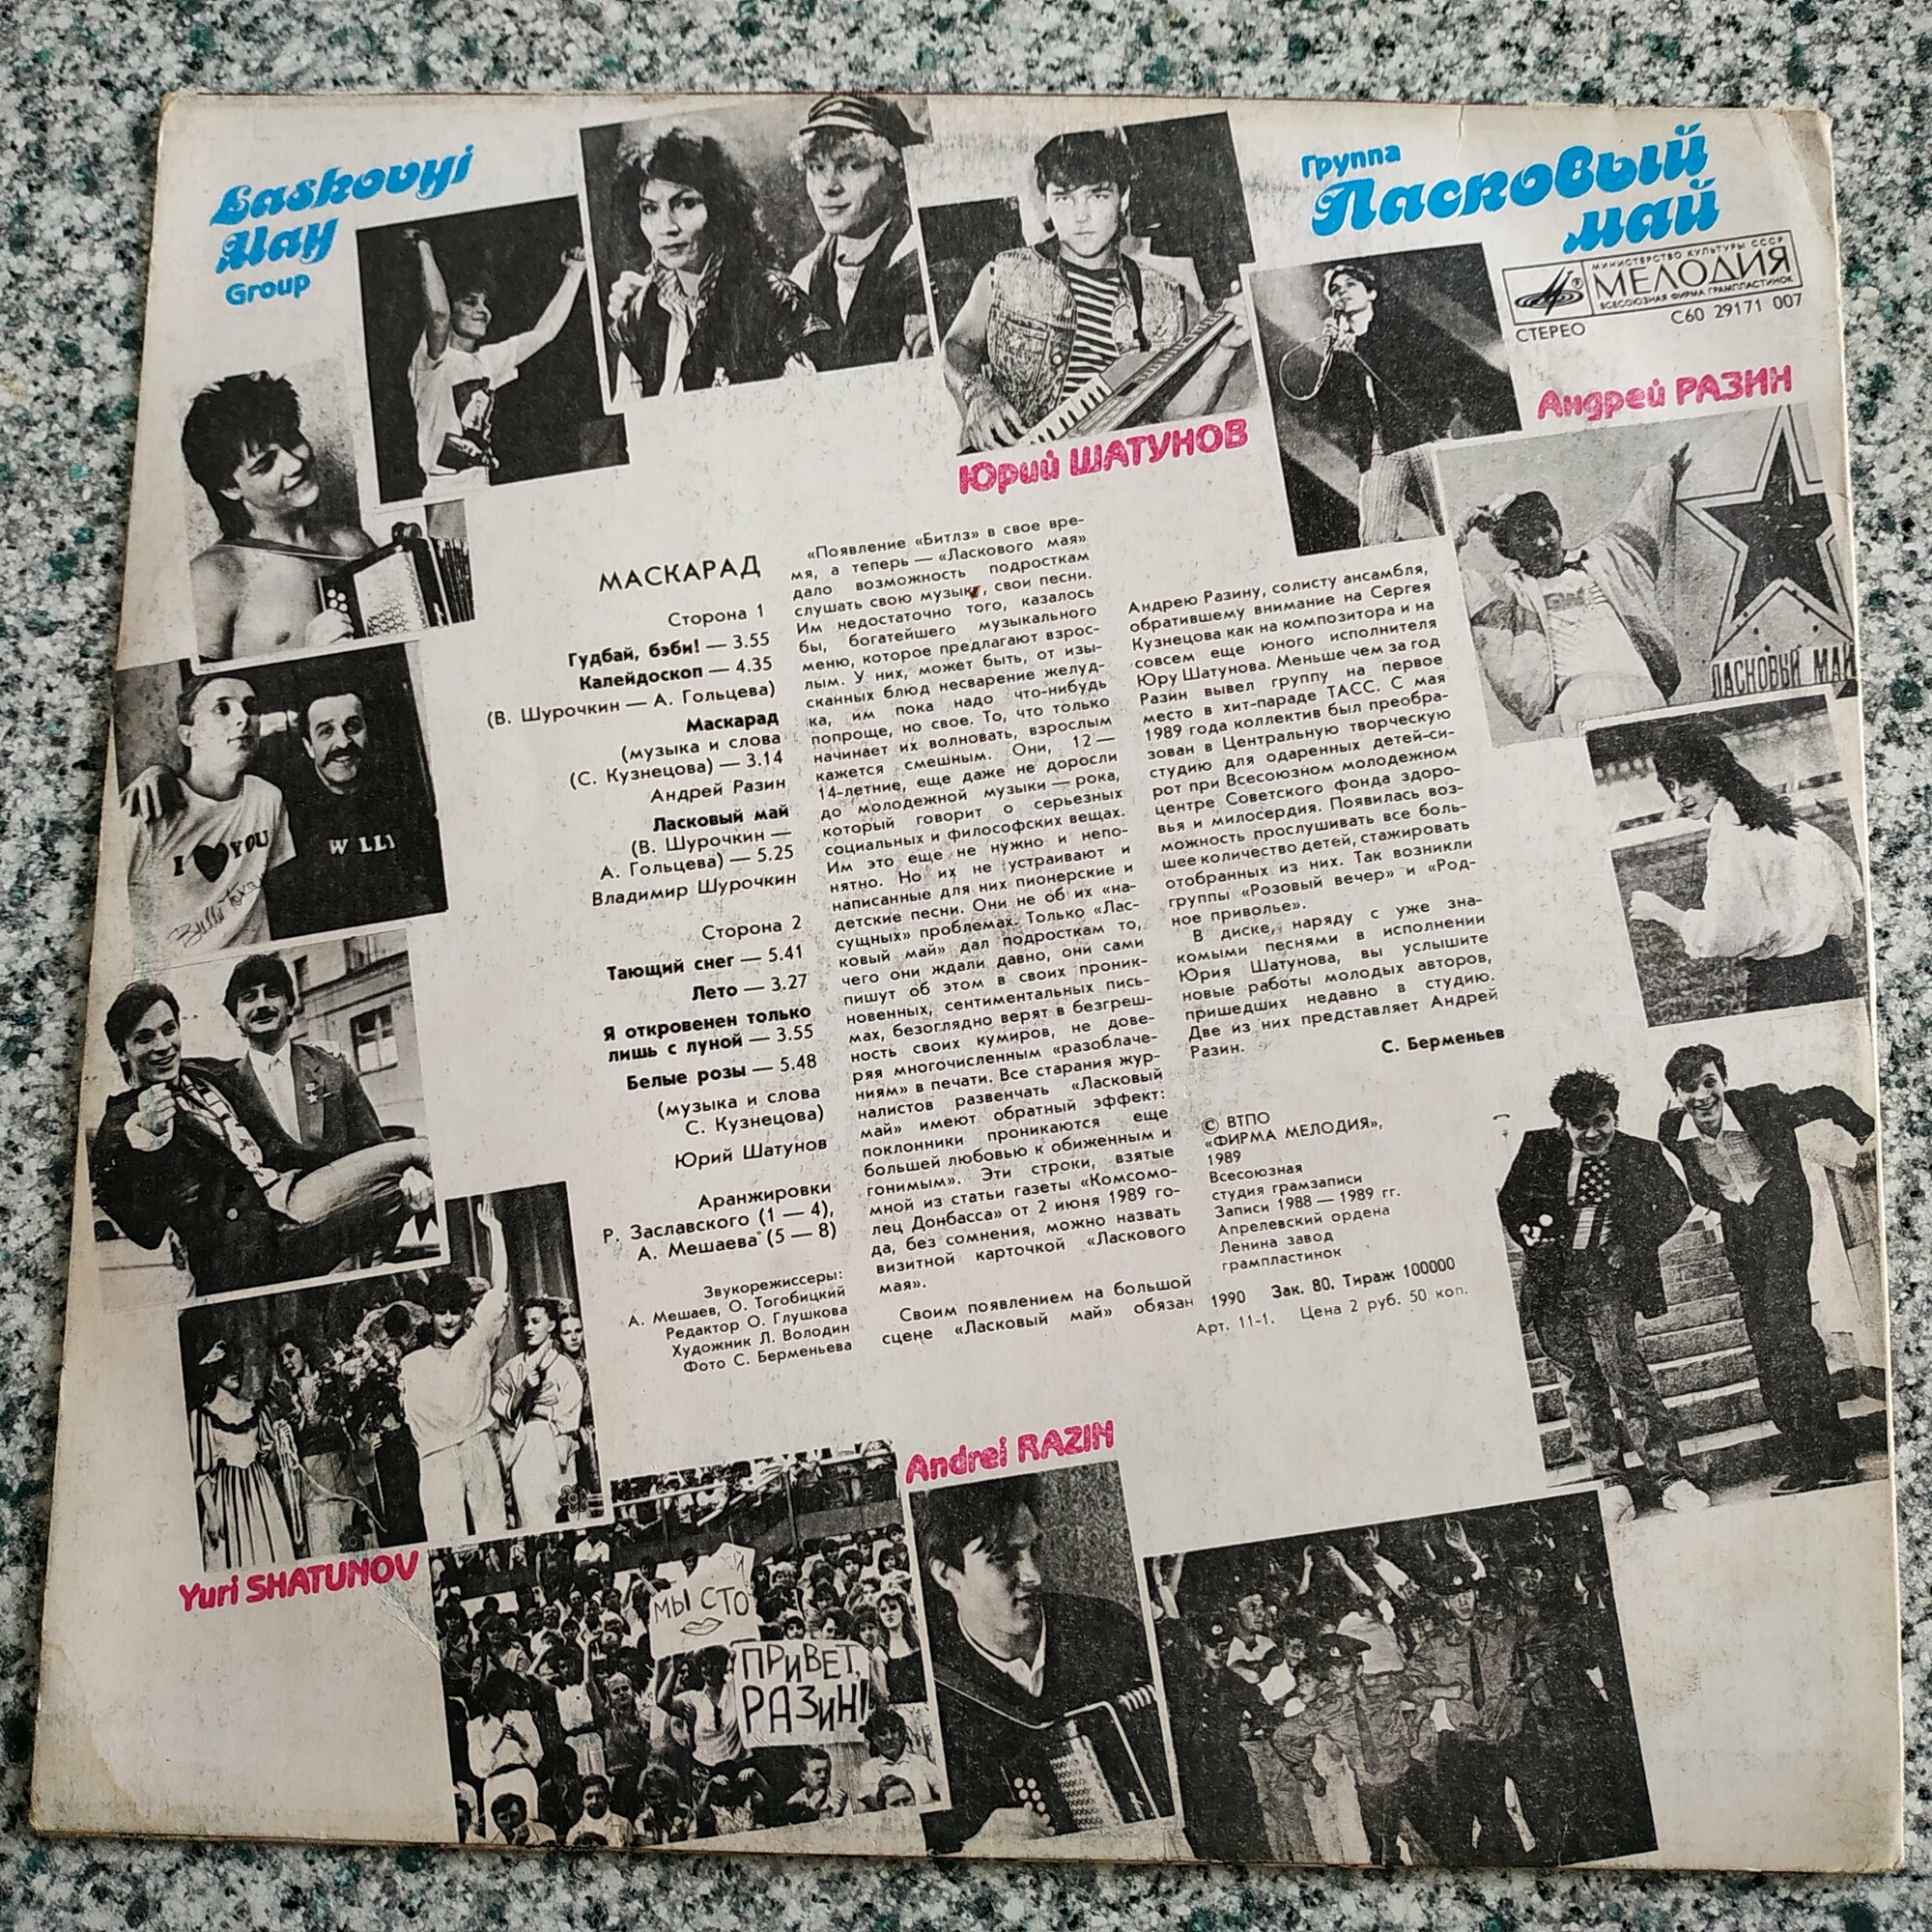 Laskovyi
May
Group
Группа
Ласковый
май
МИНИСТЕРСТВО КУЛЬТУРЫ СССР
МЕЛОДИЯ
ВСЕСОЮЗНАЯ ФИРМА ГРАМПЛАСТИНОК
СТЕРЕО
С60 29171 007
Андрей РАЗИН
Юрий ШАТУНОВ
ЛАСКОВЫЙ МАЙ
I YOU
W LLY
МАСКАРАД
Сторона 1
Гудбай, бэби! — 3.55
Калейдоскоп — 4.35
(В. Шурочкин — А. Гольцева)
Маскарад
(музыка и слова
(С. Кузнецова) — 3.14
Андрей Разин
Ласковый май
(В. Шурочкин —
А. Гольцева) — 5.25
Владимир Шурочкин
Сторона 2
Тающий снег — 5.41
Лето — 3.27
Я откровенен только
лишь с луной — 3.55
Белые розы — 5.48
(музыка и слова
С. Кузнецова)
Юрий Шатунов
Аранжировки
Р. Заславского (1 — 4),
А. Мешаева (5 — 8)
Звукорежиссеры:
А. Мешаев, О. Тогобицкий
Редактор О. Глушкова
Художник Л. Володин
Фото С. Берменьева
«Появление «Битлз» в свое вре-
мя, а теперь — «Ласкового мая»
дало возможность подросткам
слушать свою музыку, свои песни.
Им недостаточно того, казалось
бы, богатейшего музыкального
меню, которое предлагают взрос-
лым. У них, может быть, от изы-
сканных блюд несварение желуд-
ка, им пока надо что-нибудь
попроще, но свое. То, что только
начинает их волновать, взрослым
кажется смешным. Они, 12 —
14-летние, еще даже не доросли
до молодежной музыки — рока,
который говорит о серьезных
социальных и философских вещах.
Им это еще не нужно и непо-
нятно. Но их не устраивают и
написанные для них пионерские и
детские песни. Они не об их «на-
сущных» проблемах. Только «Лас-
ковый май» дал подросткам то,
чего они ждали давно, они сами
пишут об этом в своих проник-
новенных, сентиментальных пись-
мах, безоглядно верят в безгреш-
ность своих кумиров, не дове-
ряя многочисленным «разоблаче-
ниям» в печати. Все старания жур-
налистов развенчать «Ласковый
май» имеют обратный эффект:
поклонники проникаются еще
большей любовью к обиженным и
гонимым». Эти строки, взятые
мной из статьи газеты «Комсомо-
лец Донбасса» от 2 июня 1989 го-
да, без сомнения, можно назвать
визитной карточкой «Ласкового
мая».
Своим появлением на большой
сцене «Ласковый май» обязан
Андрею Разину, солисту ансамбля,
обратившему внимание на Сергея
Кузнецова как на композитора и на
совсем еще юного исполнителя
Юру Шатунова. Меньше чем за год
Разин вывел группу на первое
место в хит-параде ТАСС. С мая
1989 года коллектив был преобра-
зован в Центральную творческую
студию для одаренных детей-си-
рот при Всесоюзном молодежном
центре Советского фонда здоро-
вья и милосердия. Появилась воз-
можность прослушивать все боль-
шее количество детей, стажировать
отобранных из них. Так возникли
группы «Розовый вечер» и «Род-
ное приволье».
В диске, наряду с уже зна-
комыми песнями в исполнении
Юрия Шатунова, вы услышите
новые работы молодых авторов,
пришедших недавно в студию.
Две из них представляет Андрей
Разин.
С. Берменьев
© ВТПО
«ФИРМА МЕЛОДИЯ»,
1989
Всесоюзная
студия грамзаписи
Записи 1988 — 1989 гг.
Апрелевский ордена
Ленина завод
грампластинок
1990 Зак. 80. Тираж 100000
Арт. 11-1. Цена 2 руб. 50 коп.
Andrei RAZIN
Yuri SHATUNOV
МЫ СТО
ПРИВЕТ,
РАЗИН!